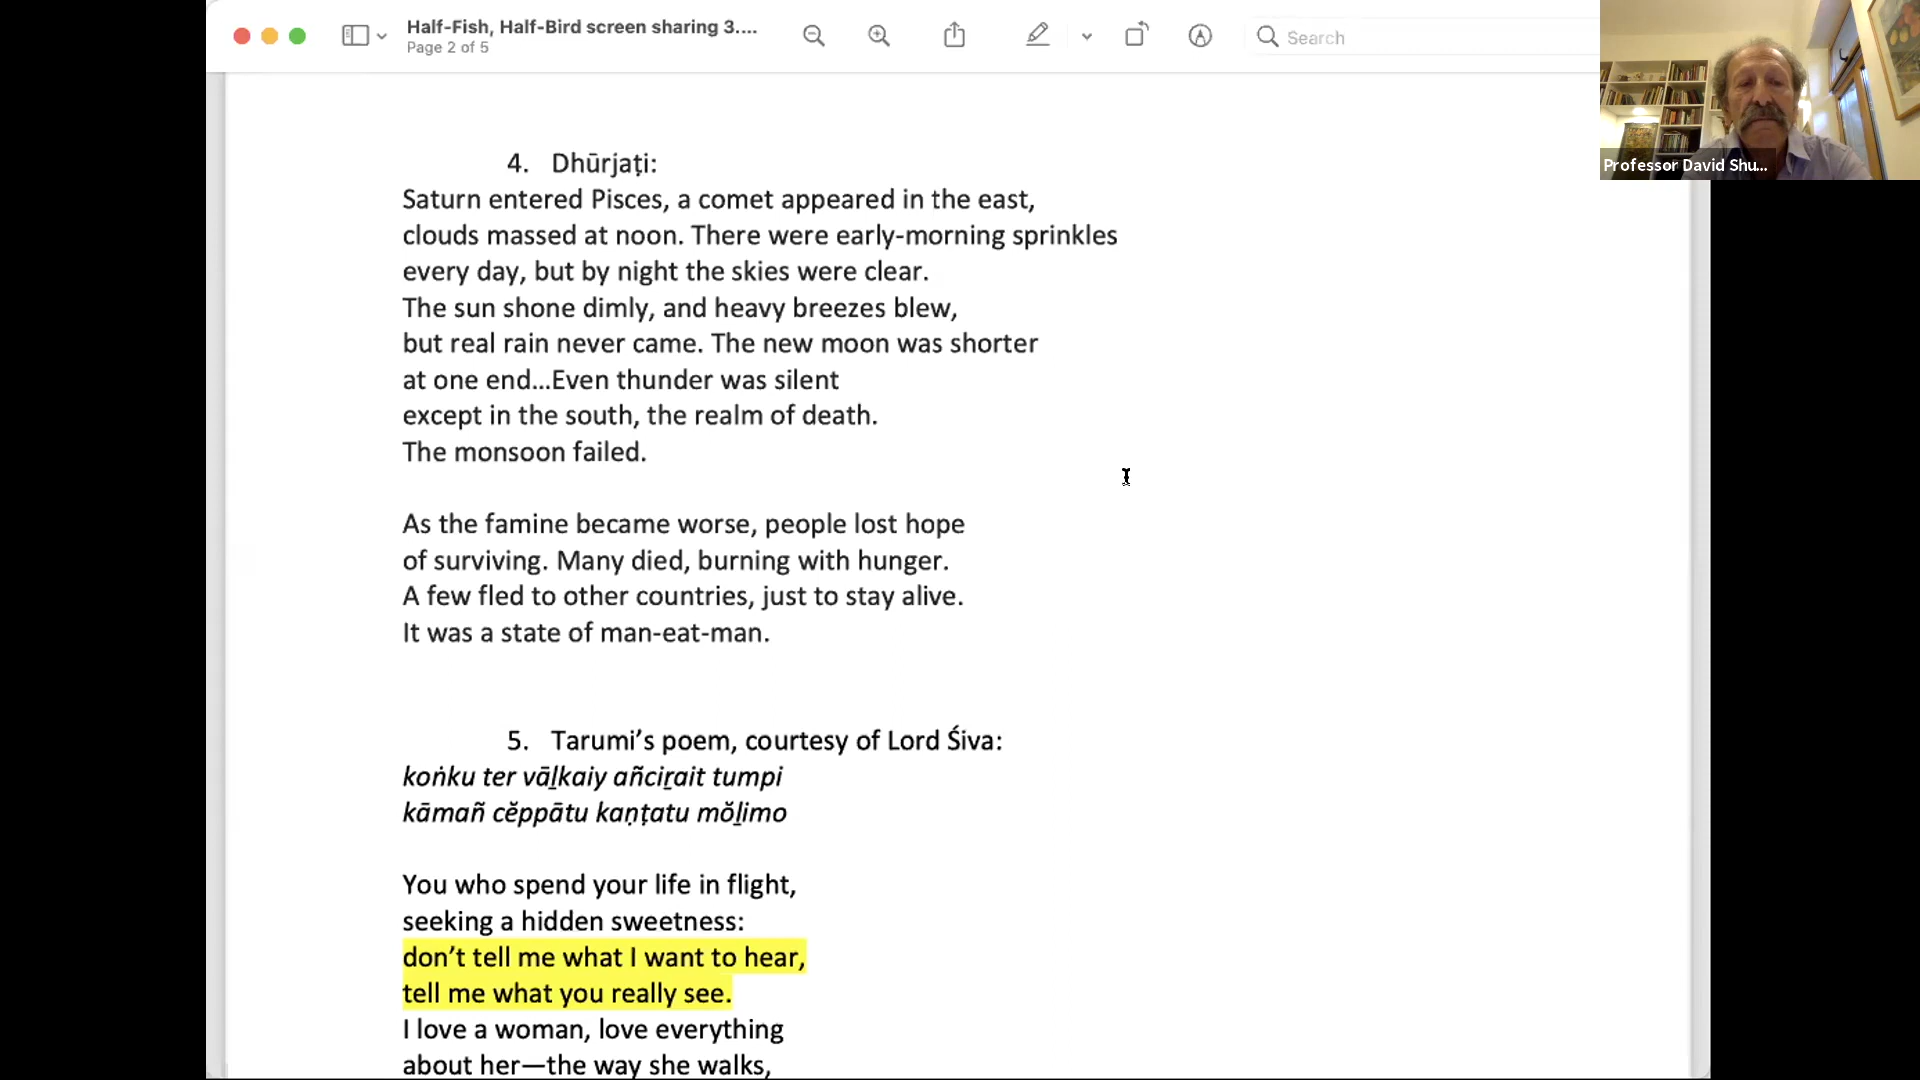 Half-Fish, Half-Bird screen sharing 3....
Page 2 of 5
Search
Professor David Shu...
4. Dhūrjaṭi:
Saturn entered Pisces, a comet appeared in the east,
clouds massed at noon. There were early-morning sprinkles
every day, but by night the skies were clear.
The sun shone dimly, and heavy breezes blew,
but real rain never came. The new moon was shorter
at one end...Even thunder was silent
except in the south, the realm of death.
The monsoon failed.
As the famine became worse, people lost hope
of surviving. Many died, burning with hunger.
A few fled to other countries, just to stay alive.
It was a state of man-eat-man.
5. Tarumi’s poem, courtesy of Lord Śiva:
koṅku ter vāḻkaiy añciṟait tumpi
kāmañ cĕppātu kaṇṭatu mŏḻimo
You who spend your life in flight,
seeking a hidden sweetness:
don’t tell me what I want to hear,
tell me what you really see.
I love a woman, love everything
about her—the way she walks,